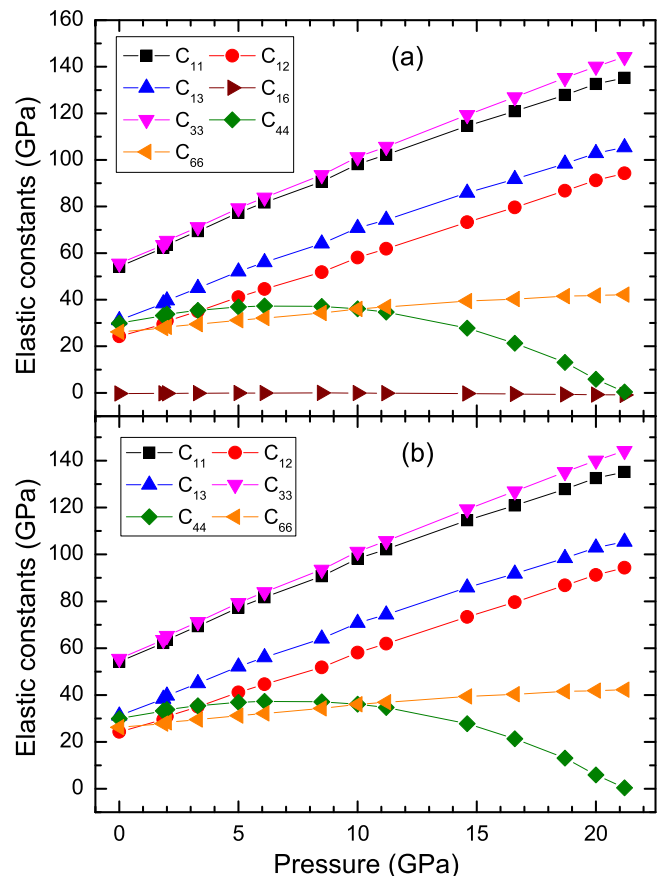 160
140
120
100
80
60
40
20
0
Elastic constants (GPa)
(a)
C11 C12
C13 C16
C33 C44
C66
140
120
100
80
60
40
20
0
Elastic constants (GPa)
(b)
C11 C12
C13 C33
C44 C66
0 5 10 15 20
Pressure (GPa)